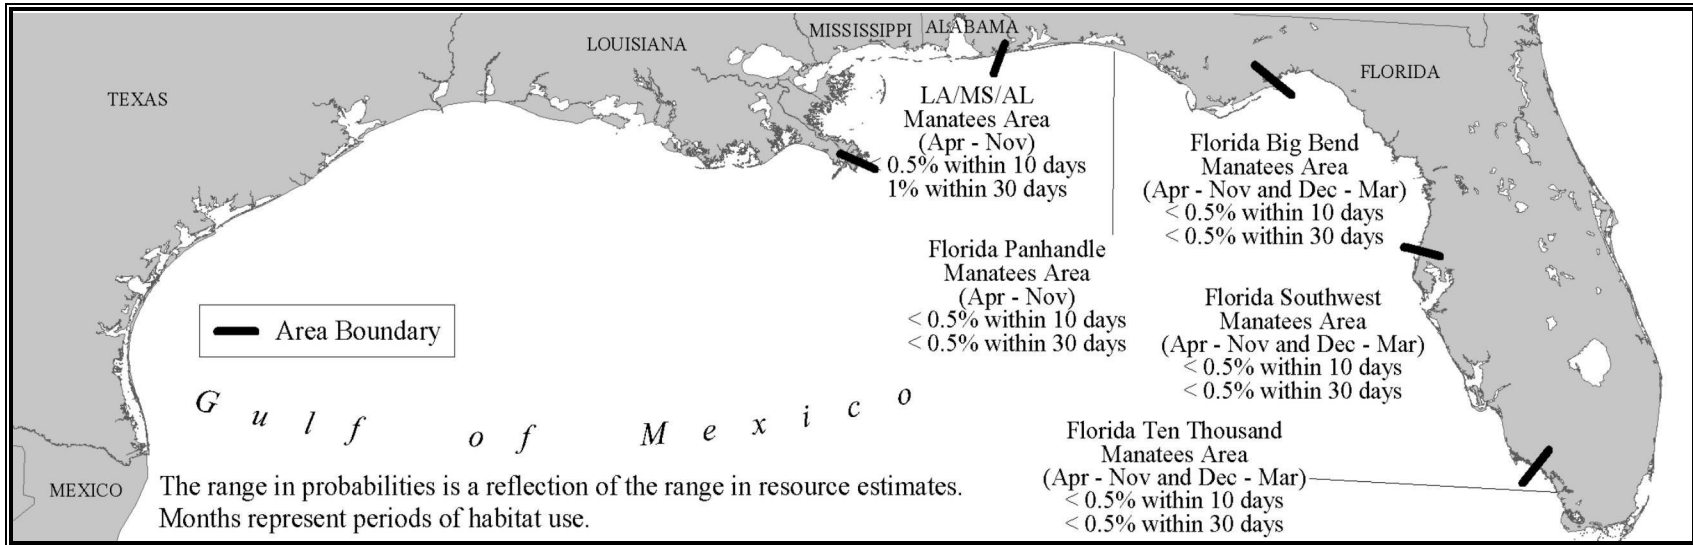 TEXAS
LOUISIANA
MISSISSIPPI
ALABAMA
FLORIDA
MEXICO
LA/MS/AL
Manatees Area
(Apr - Nov)
< 0.5% within 10 days
1% within 30 days
Florida Panhandle
Manatees Area
(Apr - Nov)
< 0.5% within 10 days
< 0.5% within 30 days
Florida Big Bend
Manatees Area
(Apr - Nov and Dec - Mar)
< 0.5% within 10 days
< 0.5% within 30 days
Florida Southwest
Manatees Area
(Apr - Nov and Dec - Mar)
< 0.5% within 10 days
< 0.5% within 30 days
Florida Ten Thousand
Manatees Area
(Apr - Nov and Dec - Mar)
< 0.5% within 10 days
< 0.5% within 30 days
Area Boundary
Gulf of Mexico
The range in probabilities is a reflection of the range in resource estimates.
Months represent periods of habitat use.